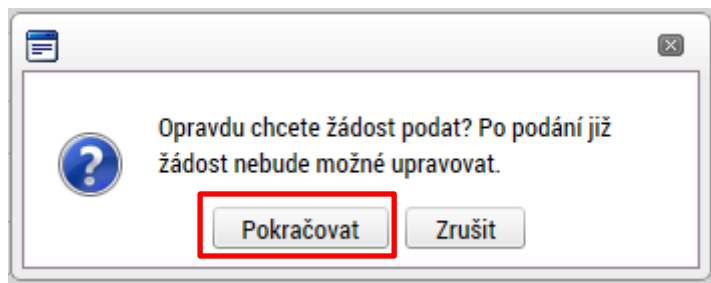 Opravdu chcete žádost podat? Po podání již
žádost nebude možné upravovat.
Pokračovat Zrušit